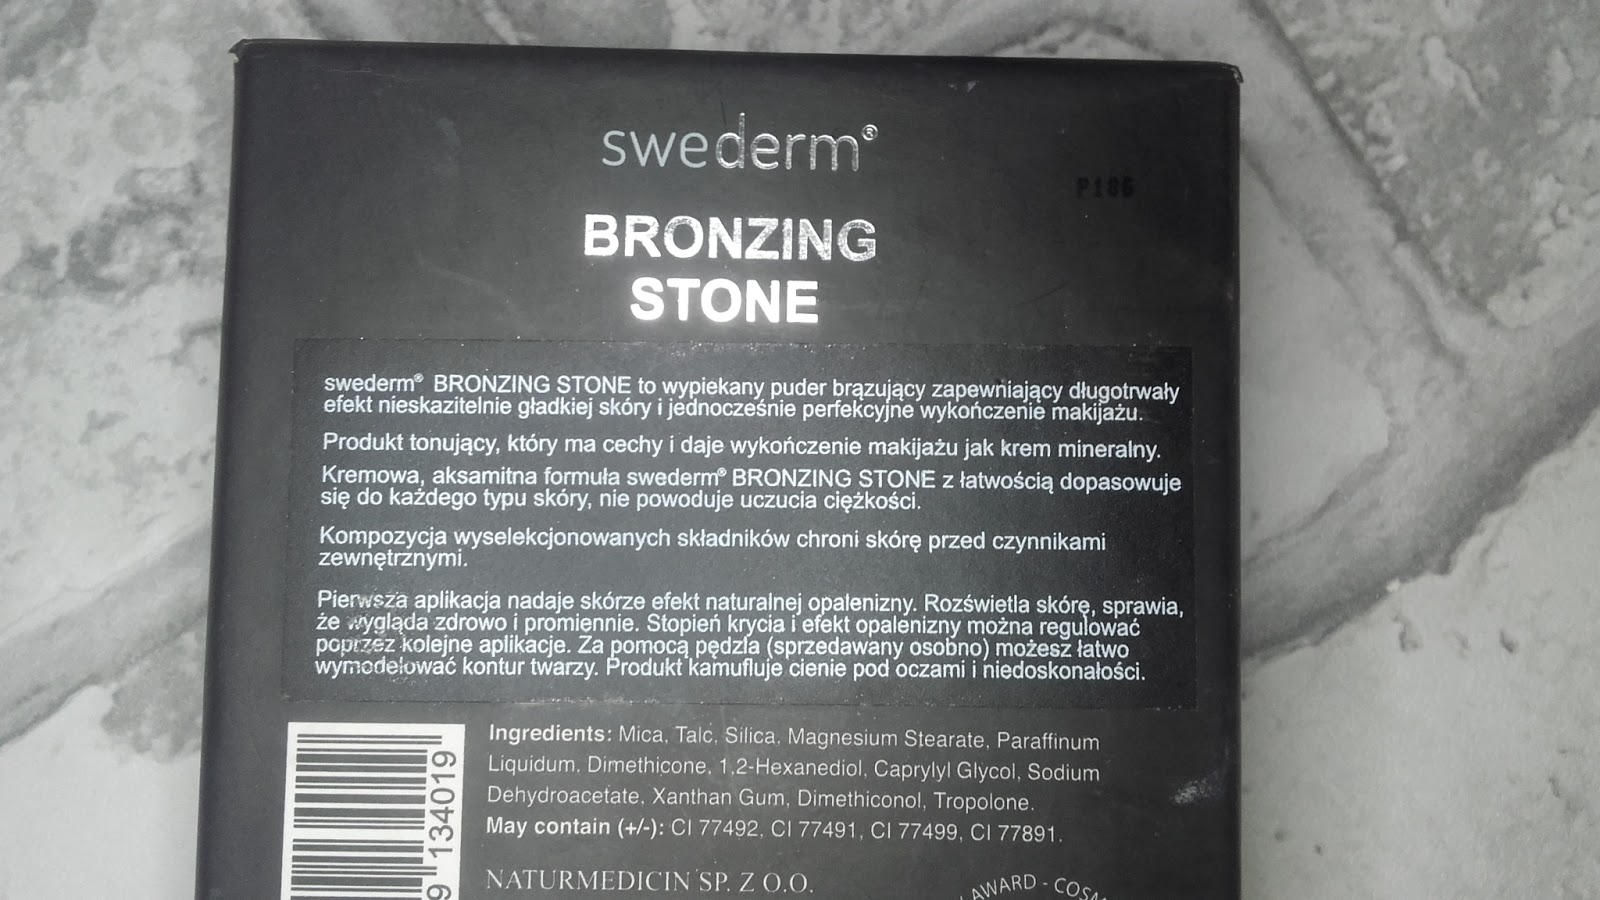 swederm®
P186
BRONZING
STONE
swederm® BRONZING STONE to wypiekany puder brązujący zapewniający długotrwały
efekt nieskazitelnie gładkiej skóry i jednocześnie perfekcyjne wykończenie makijażu.
Produkt tonujący, który ma cechy i daje wykończenie makijażu jak krem mineralny.
Kremowa, aksamitna formuła swederm® BRONZING STONE z łatwością dopasowuje
się do każdego typu skóry, nie powoduje uczucia ciężkości.
Kompozycja wyselekcjonowanych składników chroni skórę przed czynnikami
zewnętrznymi.
Pierwsza aplikacja nadaje skórze efekt naturalnej opalenizny. Rozświetla skórę, sprawia,
że wygląda zdrowo i promiennie. Stopień krycia i efekt opalenizny można regulować
poprzez kolejne aplikacje. Za pomocą pędzla (sprzedawany osobno) możesz łatwo
wymodelować kontur twarzy. Produkt kamufluje cienie pod oczami i niedoskonałości.
Ingredients: Mica, Talc, Silica, Magnesium Stearate, Paraffinum
Liquidum, Dimethicone, 1,2-Hexanediol, Caprylyl Glycol, Sodium
Dehydroacetate, Xanthan Gum, Dimethiconol, Tropolone.
May contain (+/-): CI 77492, CI 77491, CI 77499, CI 77891.
9 134019
NATURMEDICIN SP. Z O.O.
AWARD -